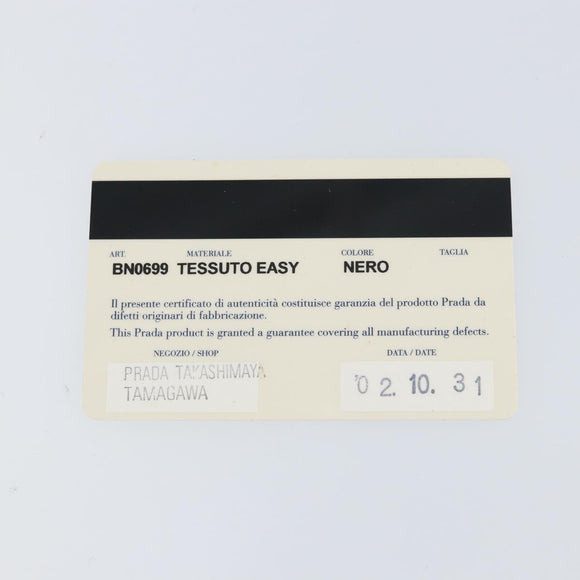 ART. MATERIALE COLORE TAGLIA
BN0699 TESSUTO EASY NERO
Il presente certificato di autenticità costituisce garanzia del prodotto Prada da
difetti originari di fabbricazione.
This Prada product is granted a guarantee covering all manufacturing defects.
NEGOZIO / SHOP DATA / DATE
PRADA TAKASHIMAYA
TAMAGAWA
'02.10.31